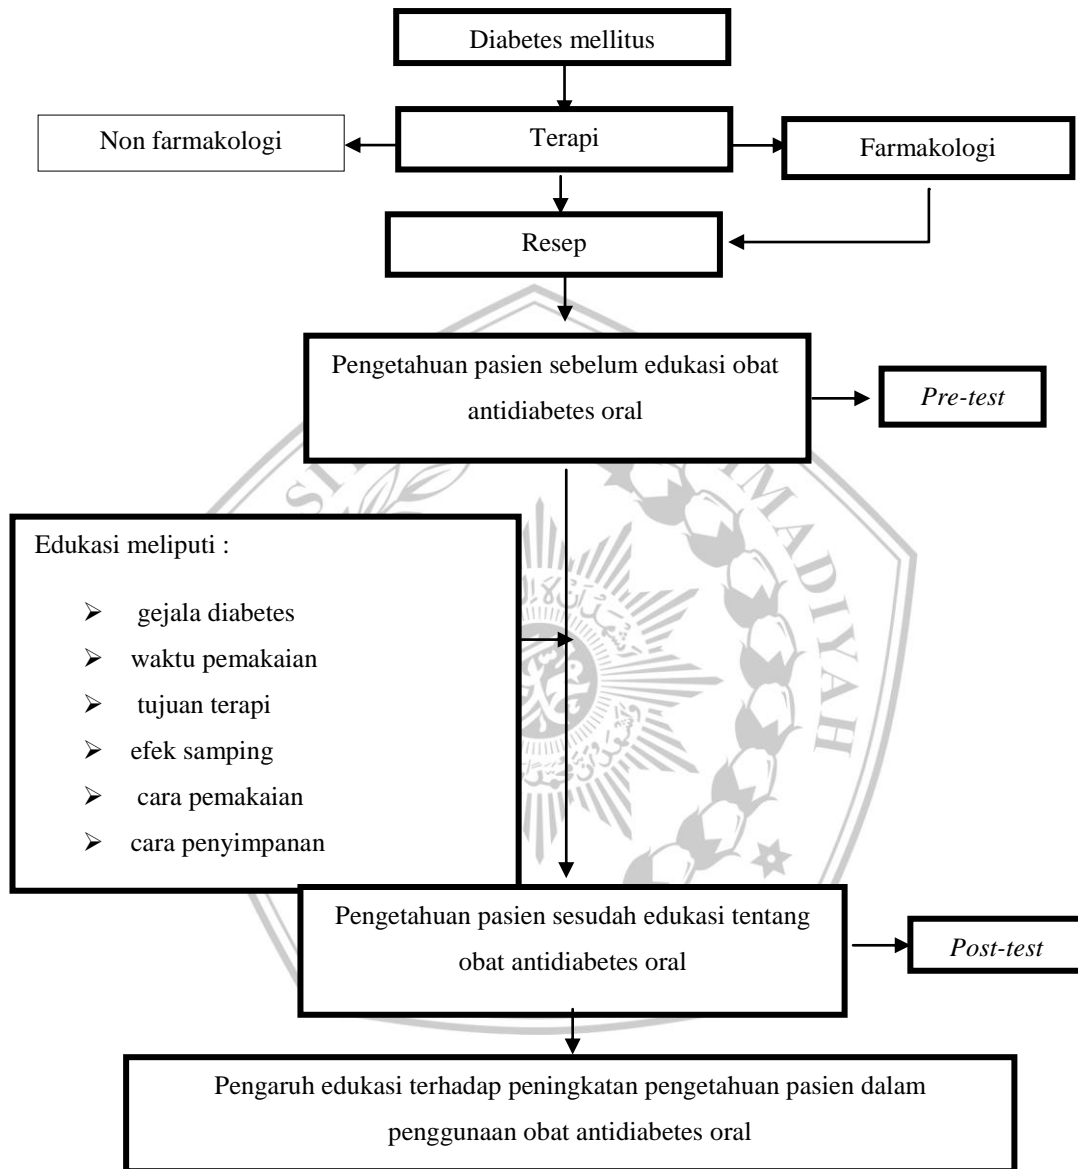 Diabetes mellitus
Non farmakologi
Terapi
Farmakologi
Resep
Pengetahuan pasien sebelum edukasi obat
antidiabetes oral
Pre-test
Edukasi meliputi :
➢ gejala diabetes
➢ waktu pemakaian
➢ tujuan terapi
➢ efek samping
➢ cara pemakaian
➢ cara penyimpanan
MADIYAH
Pengetahuan pasien sesudah edukasi tentang
obat antidiabetes oral
Post-test
Pengaruh edukasi terhadap peningkatan pengetahuan pasien dalam
penggunaan obat antidiabetes oral